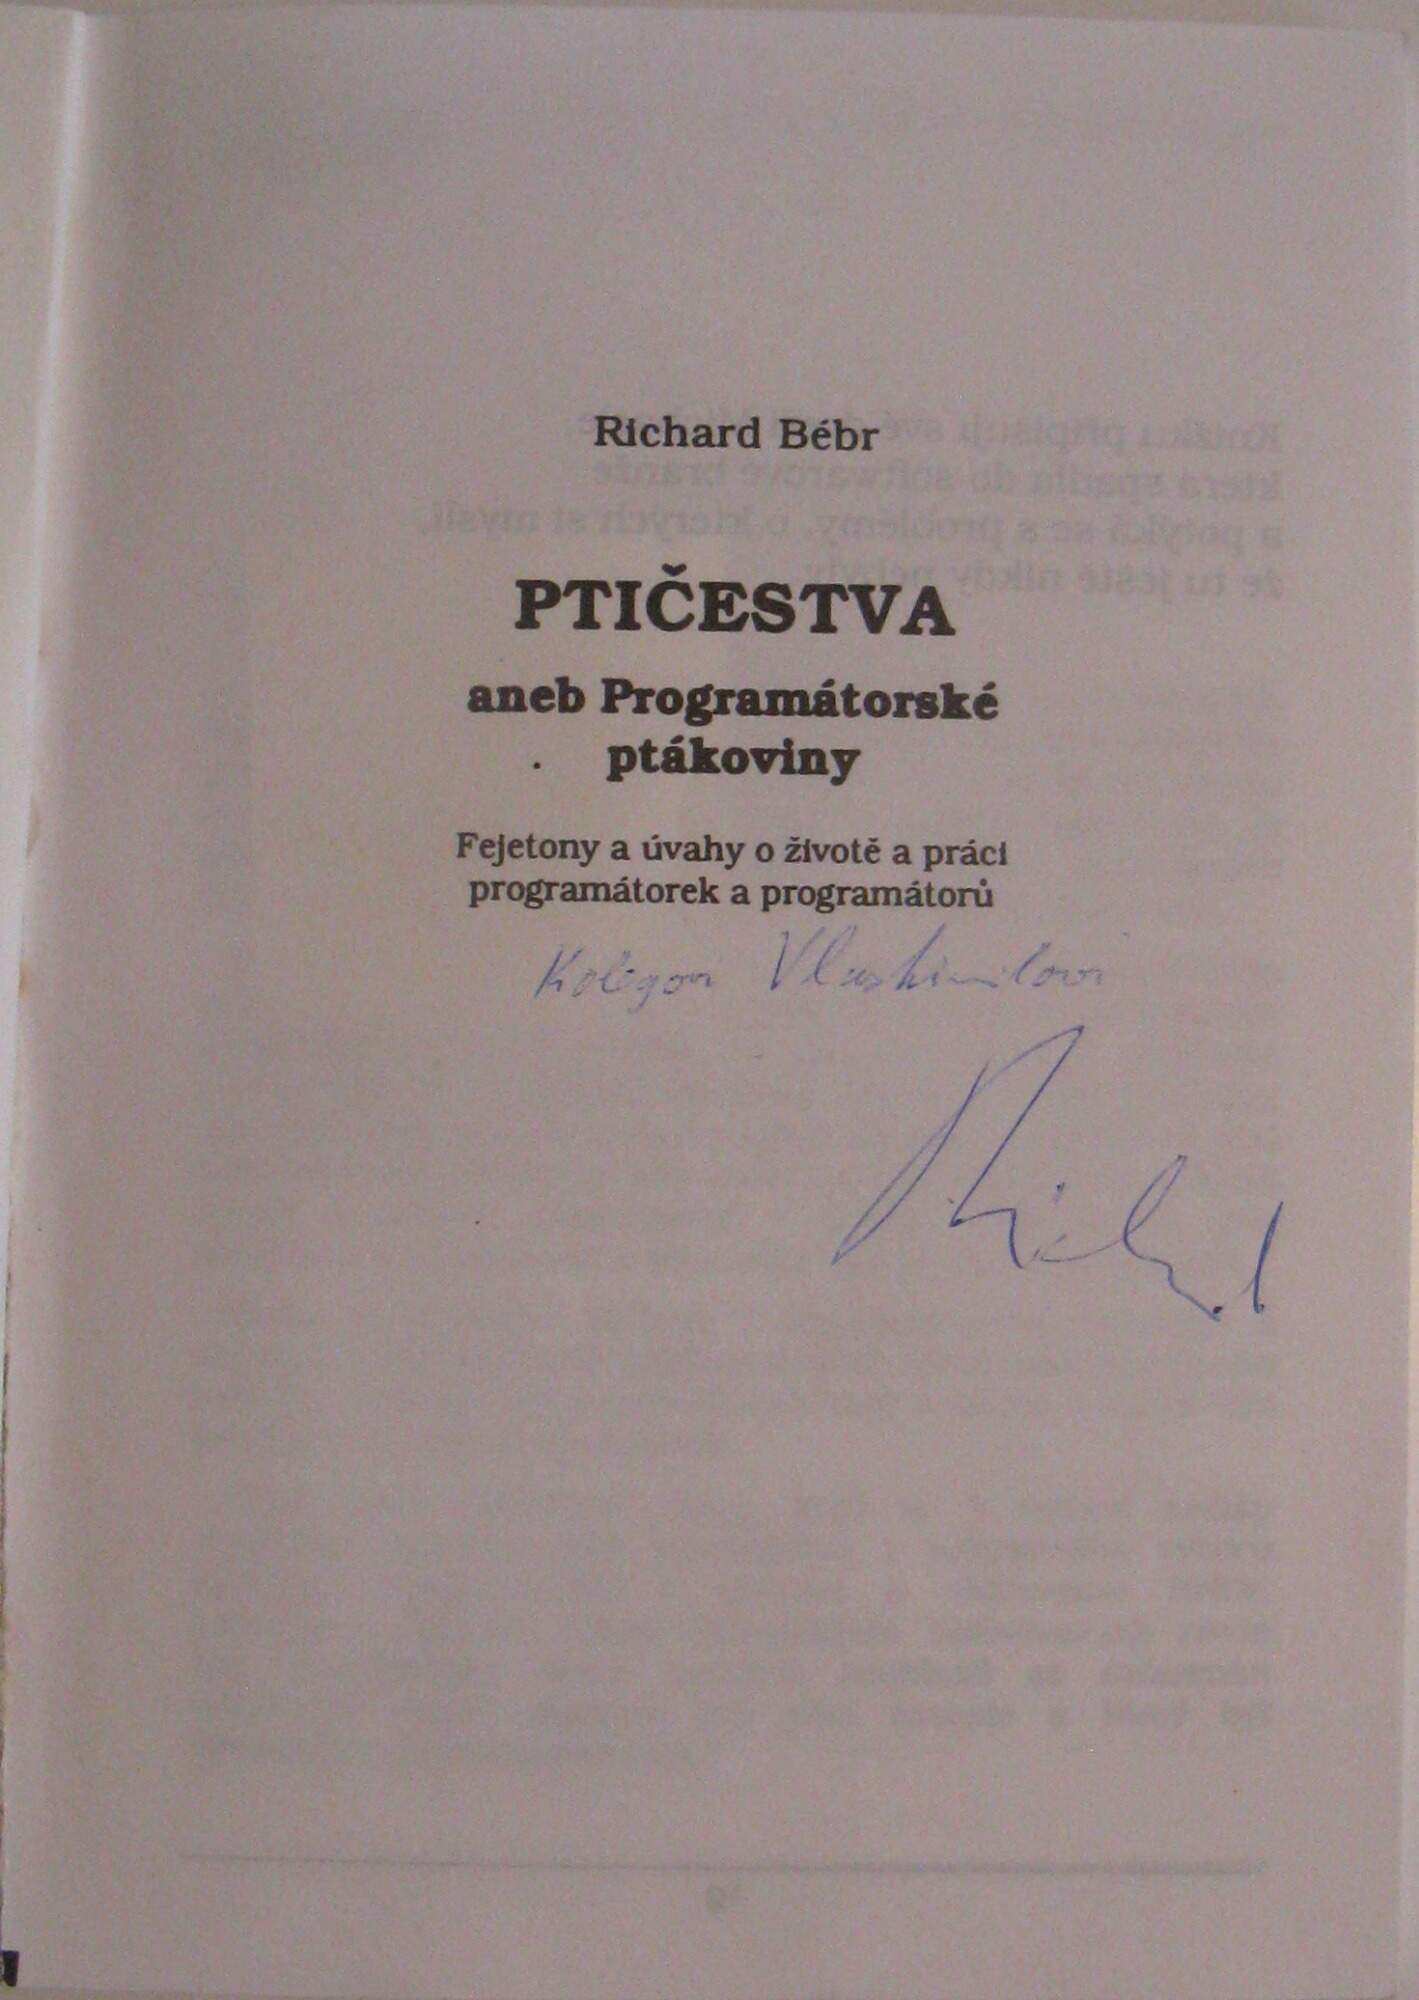 Richard Bébr
PTIČESTVA
aneb Programátorské
ptákoviny
Fejetony a úvahy o životě a práci
programátorek a programátorů
Kolegovi Vlastimilovi